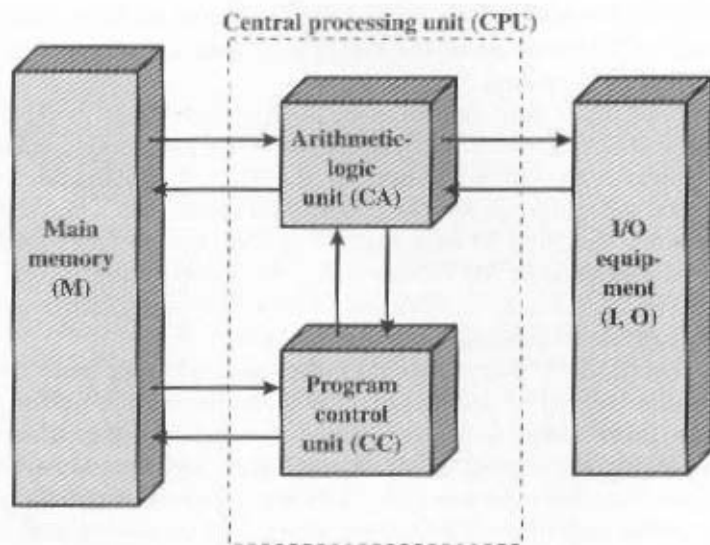 Central processing unit (CPU)
Main
memory
(M)
Arithmetic-
logic
unit (CA)
Program
control
unit (CC)
I/O
equip-
ment
(I, O)